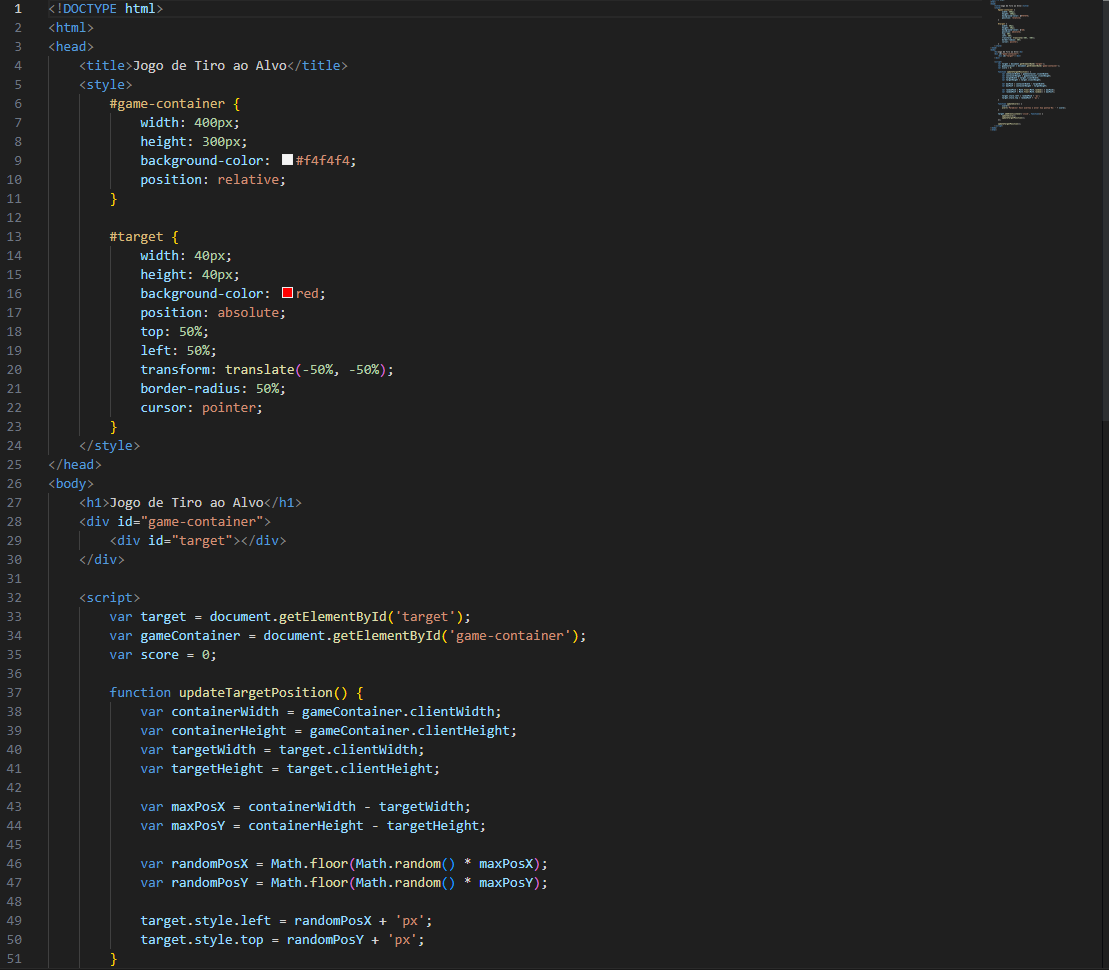 1 <!DOCTYPE html>
2 <html>
3 <head>
4     <title>Jogo de Tiro ao Alvo</title>
5     <style>
6         #game-container {
7             width: 400px;
8             height: 300px;
9             background-color: #f4f4f4;
10             position: relative;
11         }
12
13         #target {
14             width: 40px;
15             height: 40px;
16             background-color: red;
17             position: absolute;
18             top: 50%;
19             left: 50%;
20             transform: translate(-50%, -50%);
21             border-radius: 50%;
22             cursor: pointer;
23         }
24     </style>
25 </head>
26 <body>
27     <h1>Jogo de Tiro ao Alvo</h1>
28     <div id="game-container">
29         <div id="target"></div>
30     </div>
31
32     <script>
33         var target = document.getElementById('target');
34         var gameContainer = document.getElementById('game-container');
35         var score = 0;
36
37         function updateTargetPosition() {
38             var containerWidth = gameContainer.clientWidth;
39             var containerHeight = gameContainer.clientHeight;
40             var targetWidth = target.clientWidth;
41             var targetHeight = target.clientHeight;
42
43             var maxPosX = containerWidth - targetWidth;
44             var maxPosY = containerHeight - targetHeight;
45
46             var randomPosX = Math.floor(Math.random() * maxPosX);
47             var randomPosY = Math.floor(Math.random() * maxPosY);
48
49             target.style.left = randomPosX + 'px';
50             target.style.top = randomPosY + 'px';
51         }